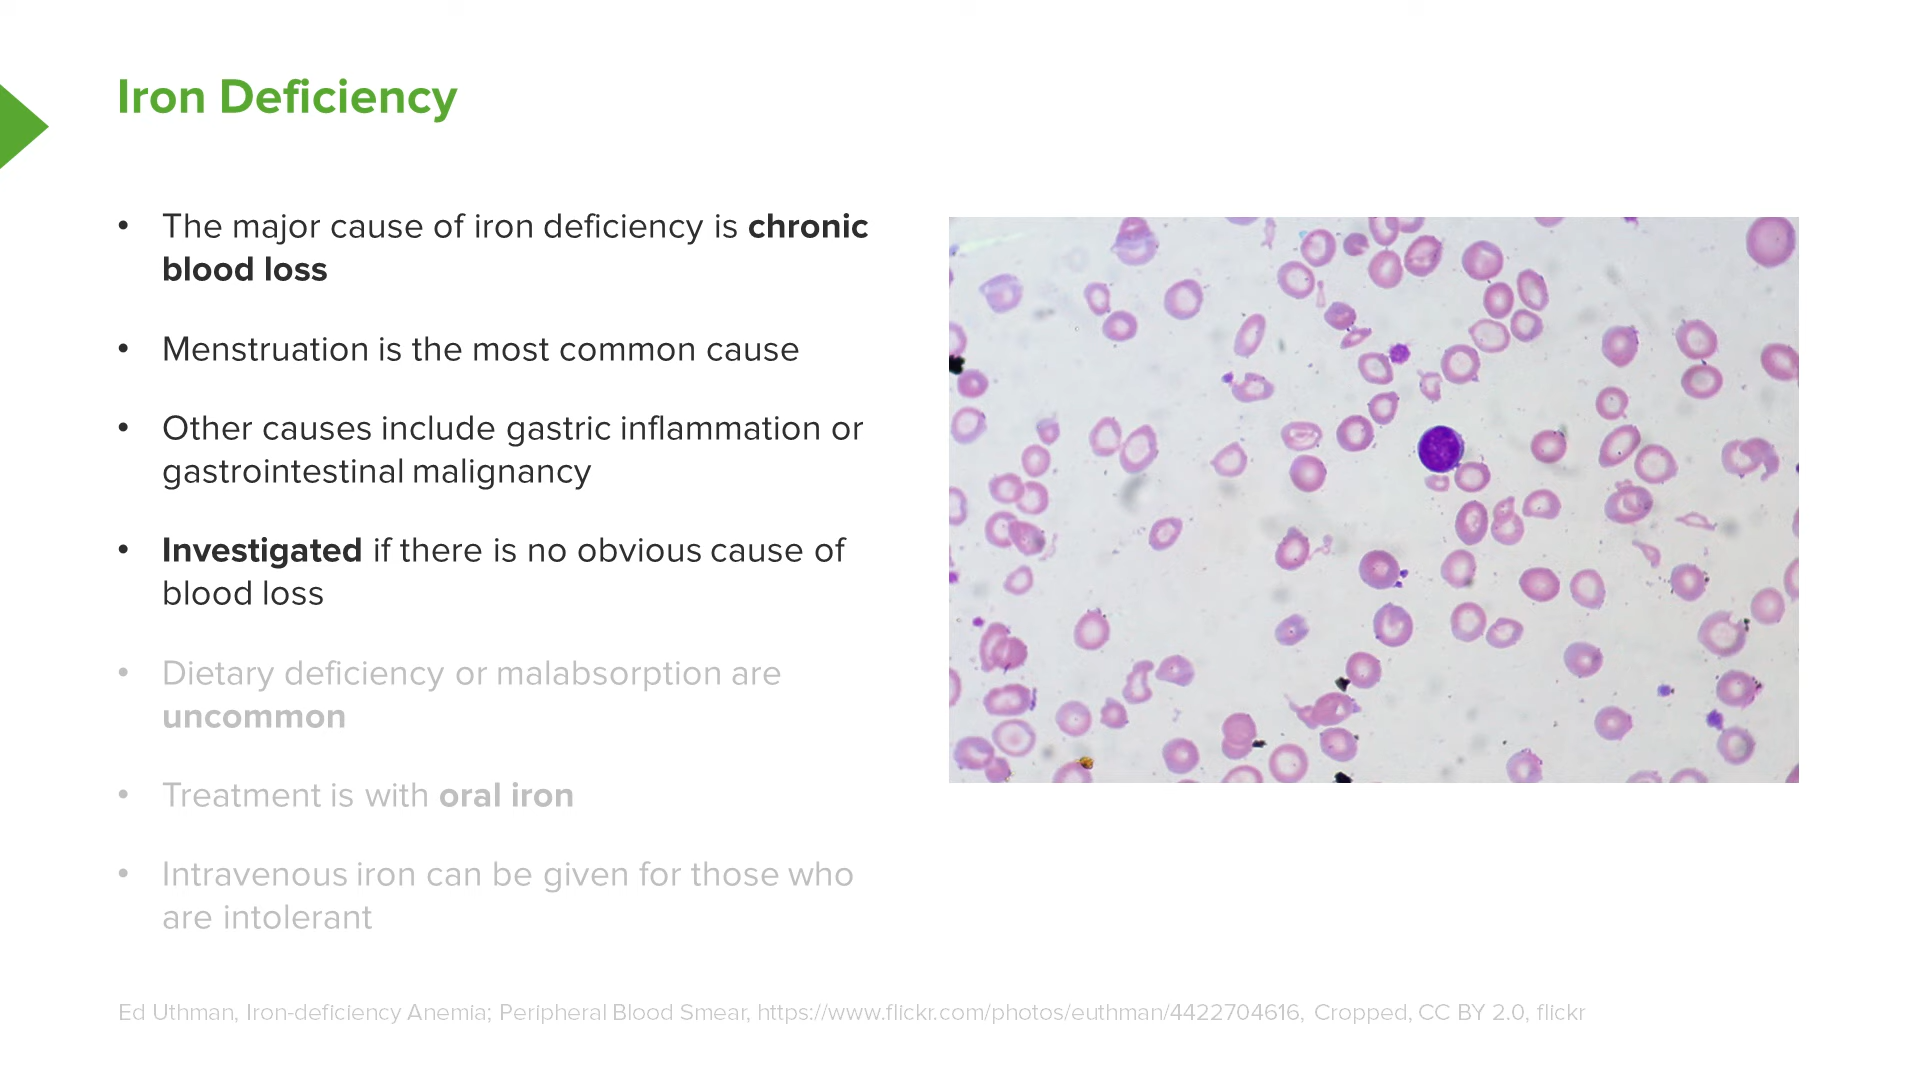 Iron Deficiency
• The major cause of iron deficiency is chronic
blood loss
• Menstruation is the most common cause
• Other causes include gastric inflammation or
gastrointestinal malignancy
• Investigated if there is no obvious cause of
blood loss
• Dietary deficiency or malabsorption are
uncommon
• Treatment is with oral iron
• Intravenous iron can be given for those who
are intolerant
Ed Uthman, Iron-deficiency Anemia; Peripheral Blood Smear, https://www.flickr.com/photos/euthman/4422704616, Cropped, CC BY 2.0, flickr